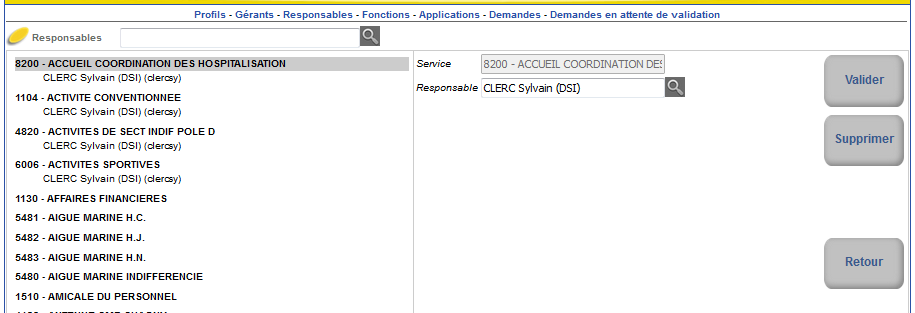 Profils - Gérants - Responsables - Fonctions - Applications - Demandes - Demandes en attente de validation
Responsables
8200 - ACCUEIL COORDINATION DES HOSPITALISATION
CLERC Sylvain (DSI) (clercsy)
1104 - ACTIVITE CONVENTIONNEE
CLERC Sylvain (DSI) (clercsy)
4820 - ACTIVITES DE SECT INDIF POLE D
CLERC Sylvain (DSI) (clercsy)
6006 - ACTIVITES SPORTIVES
CLERC Sylvain (DSI) (clercsy)
1130 - AFFAIRES FINANCIERES
5481 - AIGUE MARINE H.C.
5482 - AIGUE MARINE H.J.
5483 - AIGUE MARINE H.N.
5480 - AIGUE MARINE INDIFFERENCIE
1510 - AMICALE DU PERSONNEL
Service
8200 - ACCUEIL COORDINATION DES
Responsable
CLERC Sylvain (DSI)
Valider
Supprimer
Retour